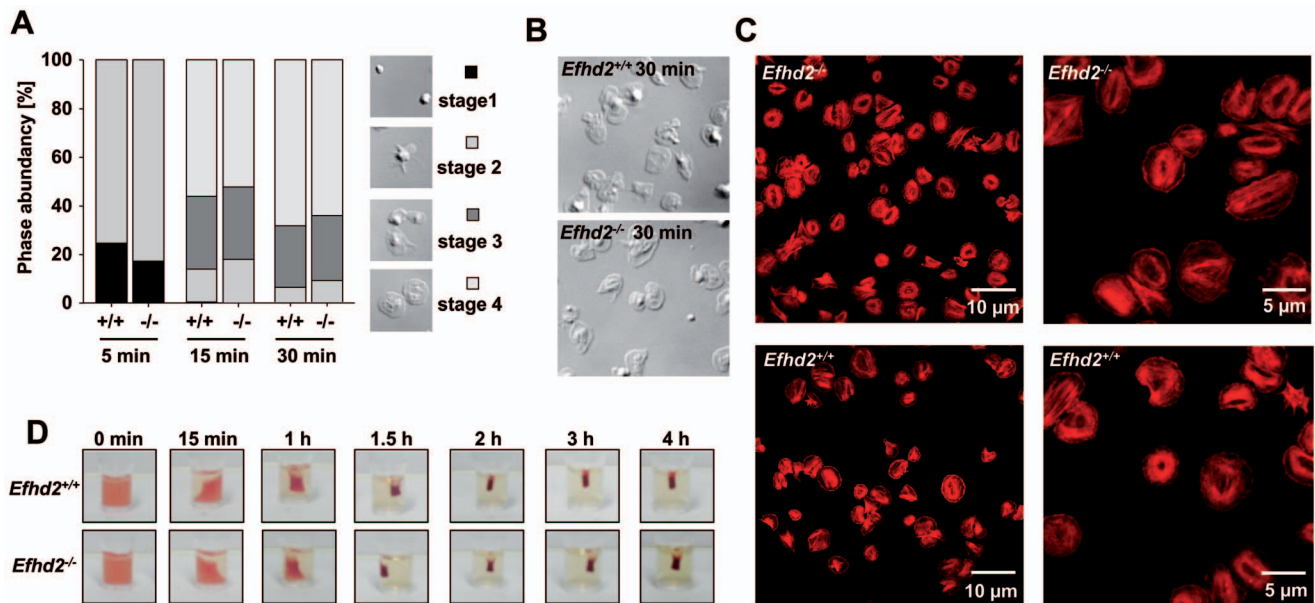 A
Phase abundancy [%]
100
80
60
40
20
0
+/+ -/- +/+ -/- +/+ -/-
5 min 15 min 30 min
stage1
stage 2
stage 3
stage 4
B
Efhd2+/+ 30 min
Efhd2-/- 30 min
C
Efhd2-/-
10 µm
Efhd2-/-
5 µm
Efhd2+/+
10 µm
Efhd2+/+
5 µm
D
0 min 15 min 1 h 1.5 h 2 h 3 h 4 h
Efhd2+/+
Efhd2-/-